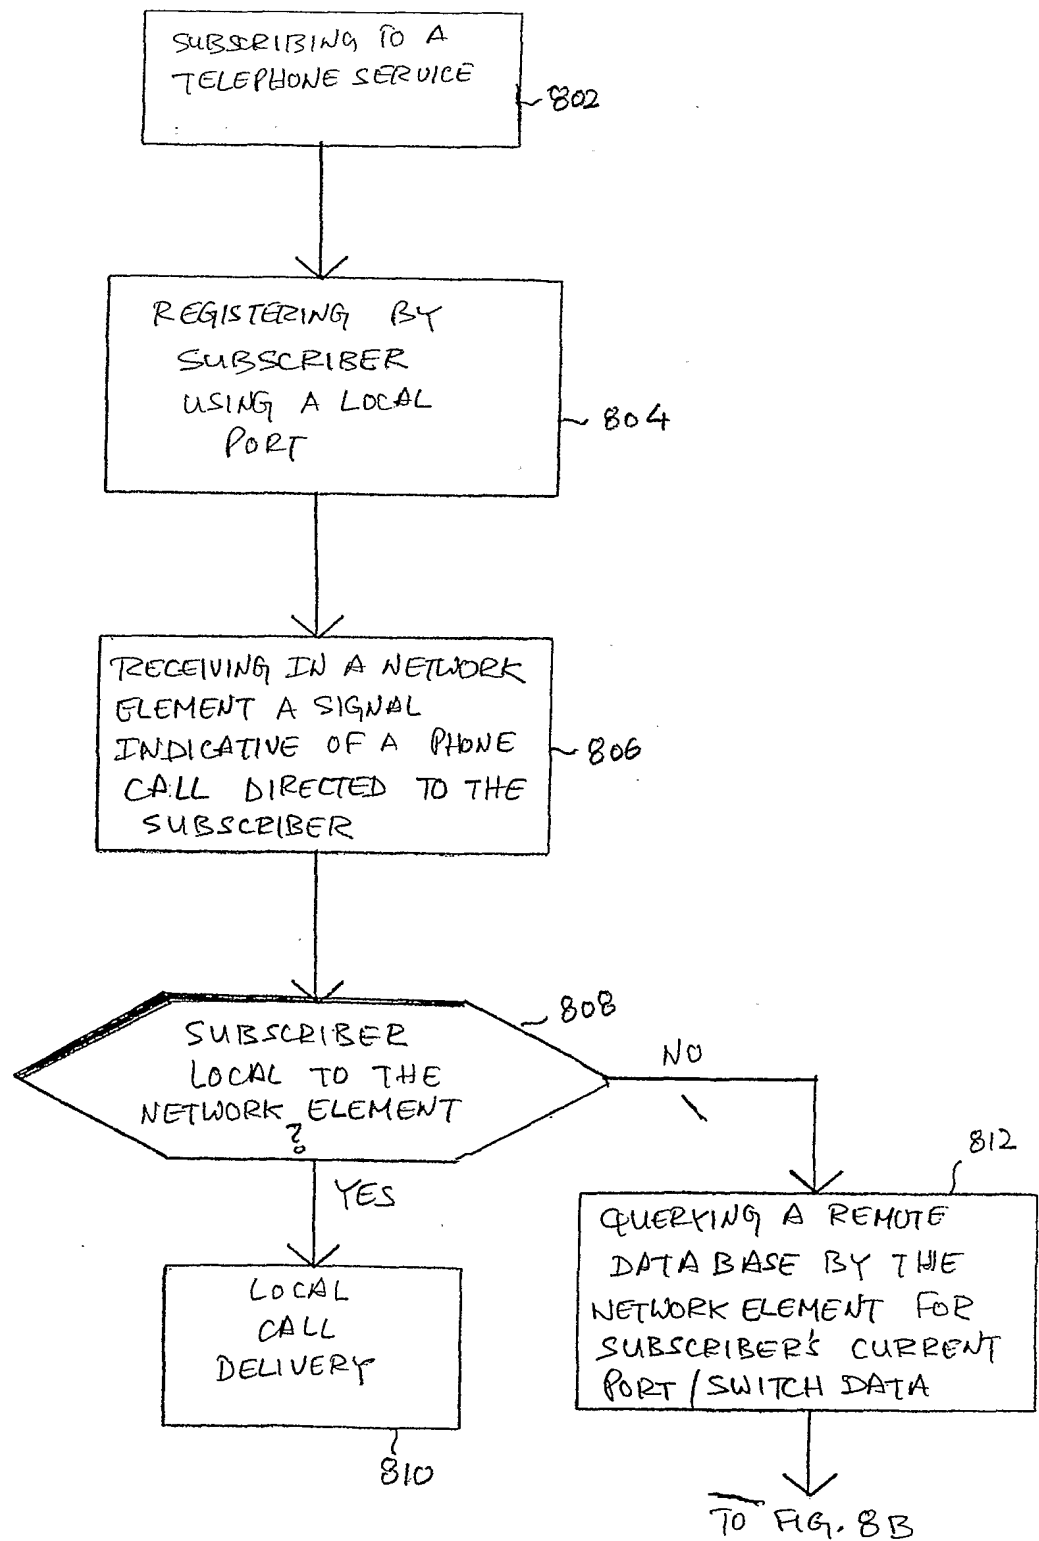 SUBSCRIBING TO A
TELEPHONE SERVICE
802
REGISTERING BY
SUBSCRIBER
USING A LOCAL
PORT
804
RECEIVING IN A NETWORK
ELEMENT A SIGNAL
INDICATIVE OF A PHONE
CALL DIRECTED TO THE
SUBSCRIBER
806
808
SUBSCRIBER
LOCAL TO THE
NETWORK ELEMENT
?
NO
YES
812
QUERYING A REMOTE
DATABASE BY THE
NETWORK ELEMENT FOR
SUBSCRIBER'S CURRENT
PORT/SWITCH DATA
LOCAL
CALL
DELIVERY
810
TO FIG. 8B